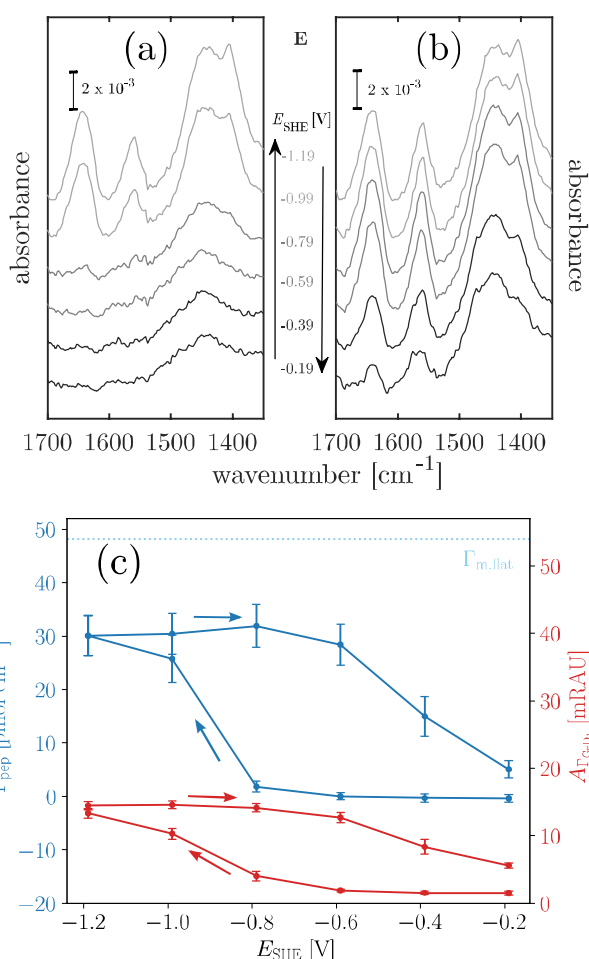 (a)
E
(b)
2 x 10⁻³
2 x 10⁻³
E_SHE [V]
-1.19
-0.99
-0.79
-0.59
-0.39
-0.19
absorbance
absorbance
1700 1600 1500 1400
1700 1600 1500 1400
wavenumber [cm⁻¹]
(c)
Γ_m,flat
50
40
30
20
10
0
−10
−20
50
40
30
20
10
0
[mRAU]
−1.2 −1.0 −0.8 −0.6 −0.4 −0.2
E_SHE [V]